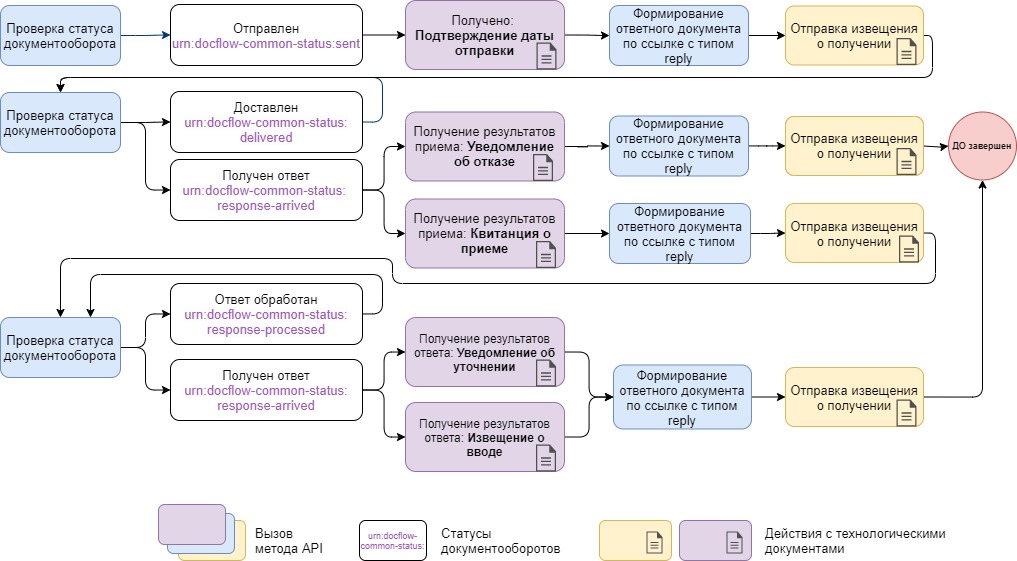 Проверка статуса
документооборота
Отправлен
urn:docflow-common-status:sent
Получено:
Подтверждение даты
отправки
Формирование
ответного документа
по ссылке с типом
reply
Отправка извещения
о получении
Проверка статуса
документооборота
Доставлен
urn:docflow-common-status:
delivered
Получен ответ
urn:docflow-common-status:
response-arrived
Получение результатов
приема: Уведомление
об отказе
Формирование
ответного документа
по ссылке с типом
reply
Отправка извещения
о получении
ДО завершен
Получение результатов
приема: Квитанция о
приеме
Формирование
ответного документа
по ссылке с типом
reply
Отправка извещения
о получении
Проверка статуса
документооборота
Ответ обработан
urn:docflow-common-status:
response-processed
Получен ответ
urn:docflow-common-status:
response-arrived
Получение результатов
ответа: Уведомление об
уточнении
Получение результатов
ответа: Извещение о
вводе
Формирование
ответного документа
по ссылке с типом
reply
Отправка извещения
о получении
Вызов
метода API
urn:docflow-
common-status:
Статусы
документооборотов
Действия с технологическими
документами